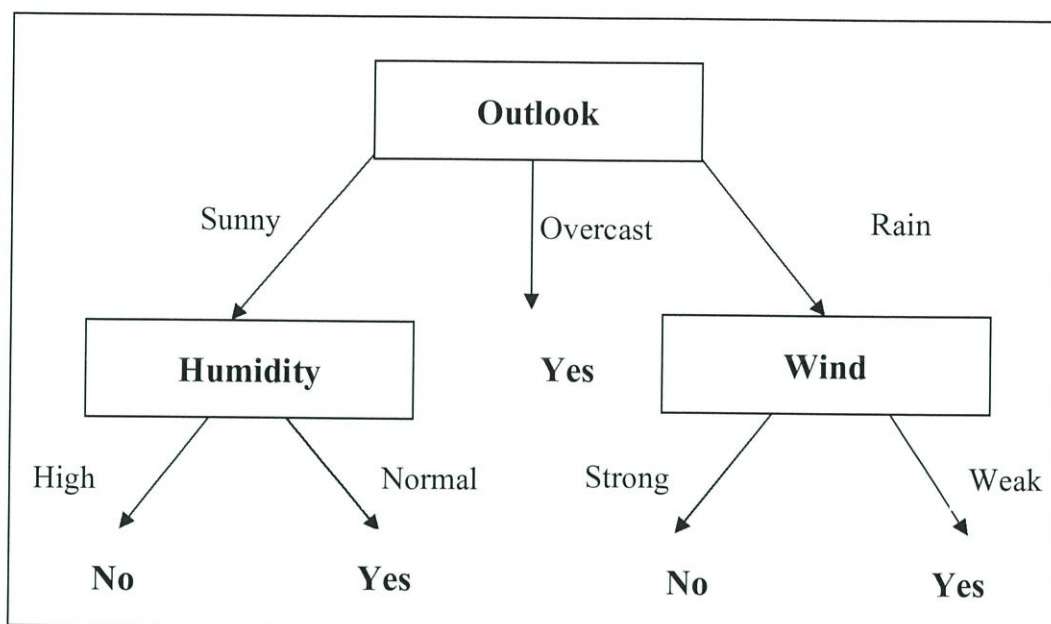 Outlook
Sunny
Overcast
Rain
Humidity
Yes
Wind
High
Normal
Strong
Weak
No
Yes
No
Yes